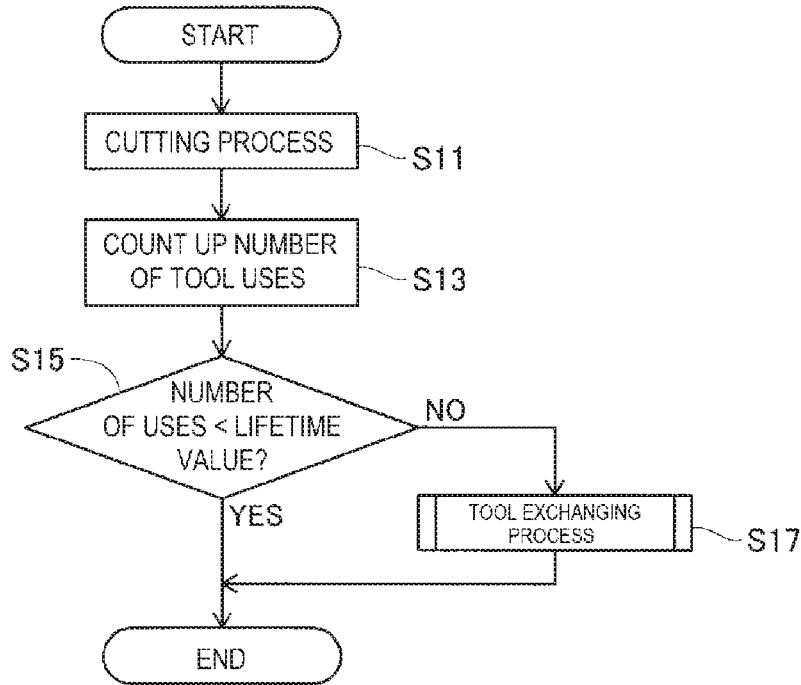 START
CUTTING PROCESS
S11
COUNT UP NUMBER
OF TOOL USES
S13
S15
NUMBER
OF USES < LIFETIME
VALUE?
NO
YES
TOOL EXCHANGING
PROCESS
S17
END